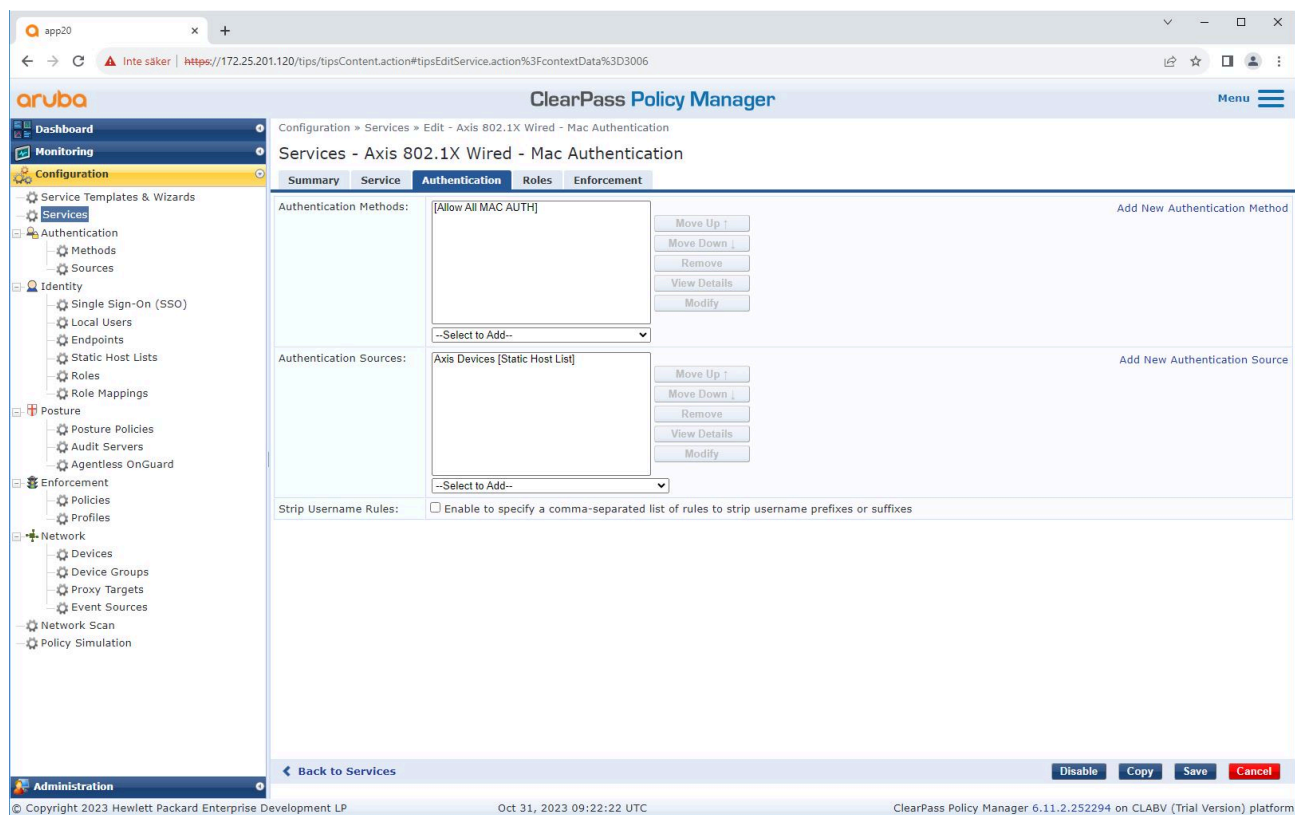 app20
Inte säker | https://172.25.201.120/tips/tipsContent.action#tipsEditService.action%3FcontextData%3D3006
aruba
ClearPass Policy Manager
Menu
Dashboard
Monitoring
Configuration
Service Templates & Wizards
Services
Authentication
Methods
Sources
Identity
Single Sign-On (SSO)
Local Users
Endpoints
Static Host Lists
Roles
Role Mappings
Posture
Posture Policies
Audit Servers
Agentless OnGuard
Enforcement
Policies
Profiles
Network
Devices
Device Groups
Proxy Targets
Event Sources
Network Scan
Policy Simulation
Administration
Configuration » Services » Edit - Axis 802.1X Wired - Mac Authentication
Services - Axis 802.1X Wired - Mac Authentication
Summary Service Authentication Roles Enforcement
Authentication Methods:
[Allow All MAC AUTH]
Move Up ↑
Move Down ↓
Remove
View Details
Modify
--Select to Add--
Add New Authentication Method
Authentication Sources:
Axis Devices [Static Host List]
Move Up ↑
Move Down ↓
Remove
View Details
Modify
--Select to Add--
Add New Authentication Source
Strip Username Rules:
Enable to specify a comma-separated list of rules to strip username prefixes or suffixes
Back to Services
Disable Copy Save Cancel
© Copyright 2023 Hewlett Packard Enterprise Development LP
Oct 31, 2023 09:22:22 UTC
ClearPass Policy Manager 6.11.2.252294 on CLABV (Trial Version) platform